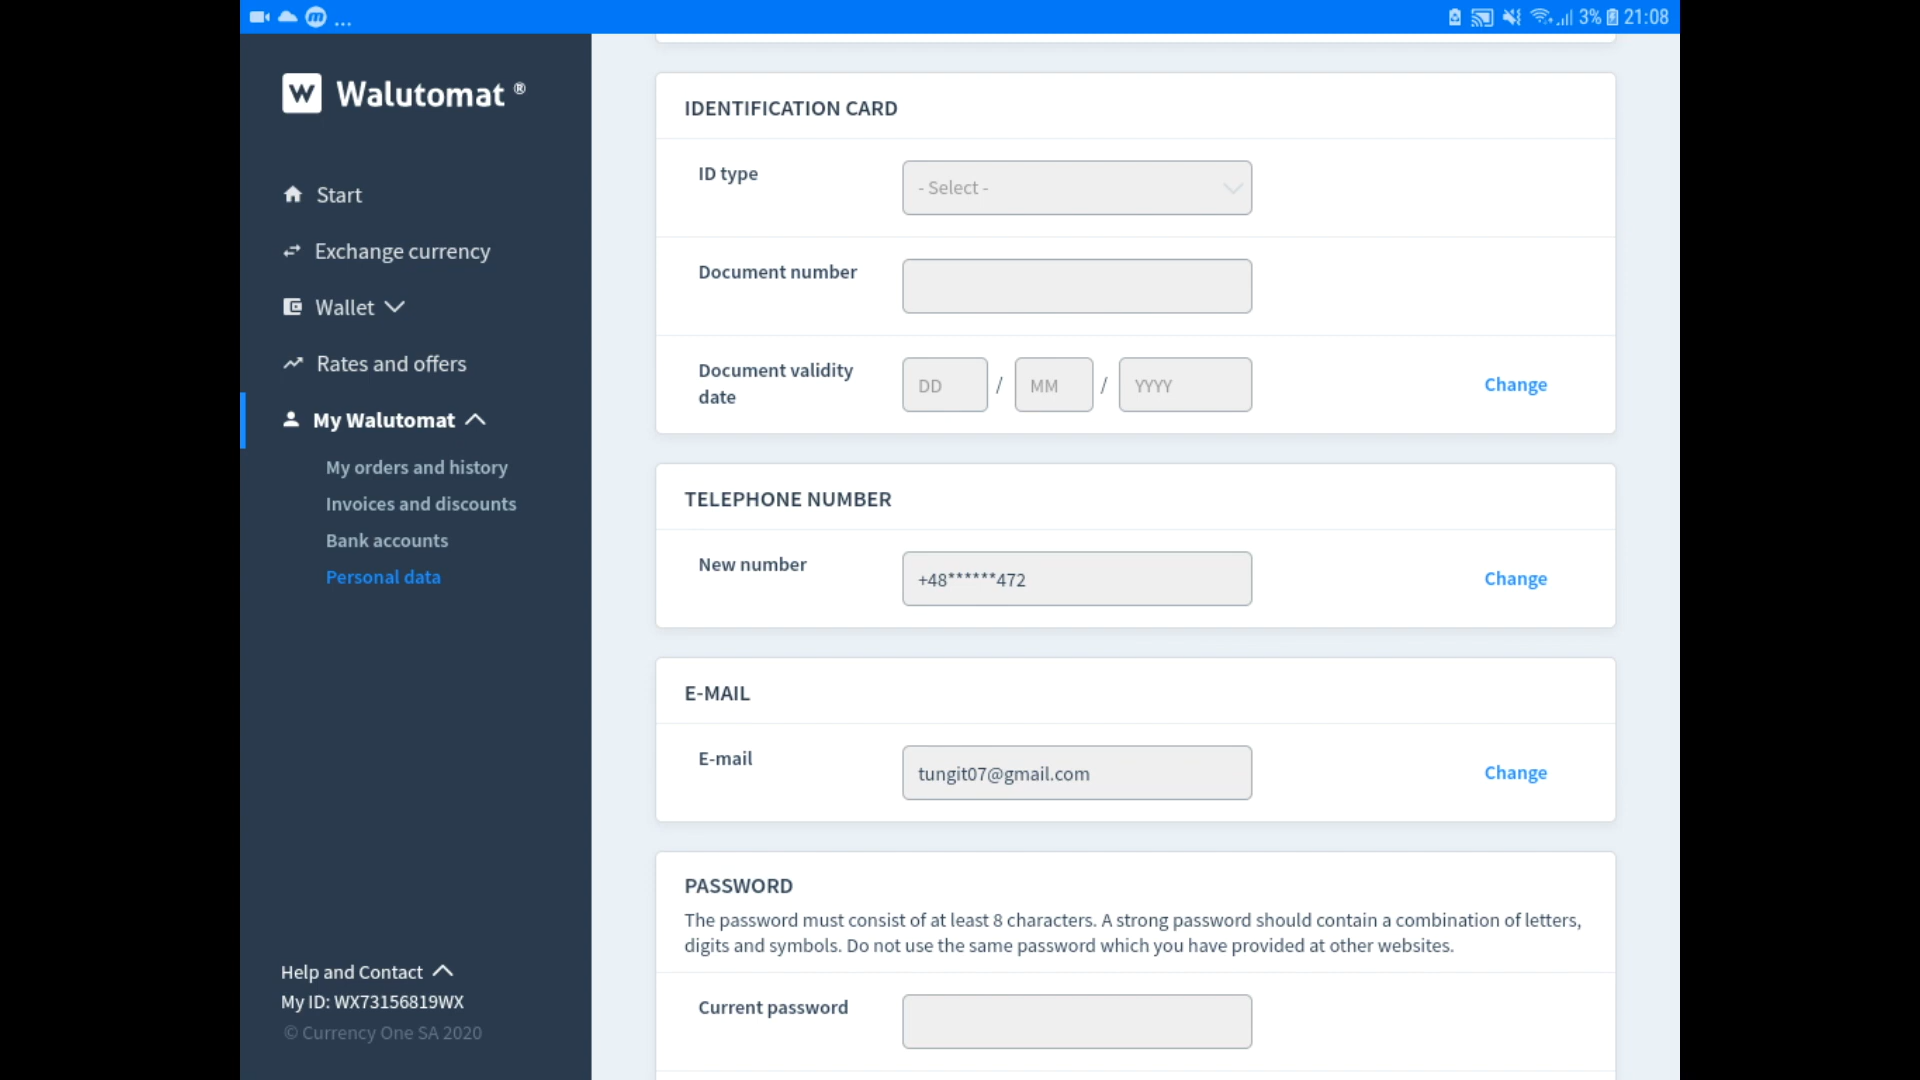 ... 3% 21:08
W Walutomat ®
Start
Exchange currency
Wallet
Rates and offers
My Walutomat
My orders and history
Invoices and discounts
Bank accounts
Personal data
Help and Contact
My ID: WX73156819WX
© Currency One SA 2020
IDENTIFICATION CARD
ID type
- Select -
Document number
Document validity
date
DD / MM / YYYY
Change
TELEPHONE NUMBER
New number
+48******472
Change
E-MAIL
E-mail
tungit07@gmail.com
Change
PASSWORD
The password must consist of at least 8 characters. A strong password should contain a combination of letters,
digits and symbols. Do not use the same password which you have provided at other websites.
Current password